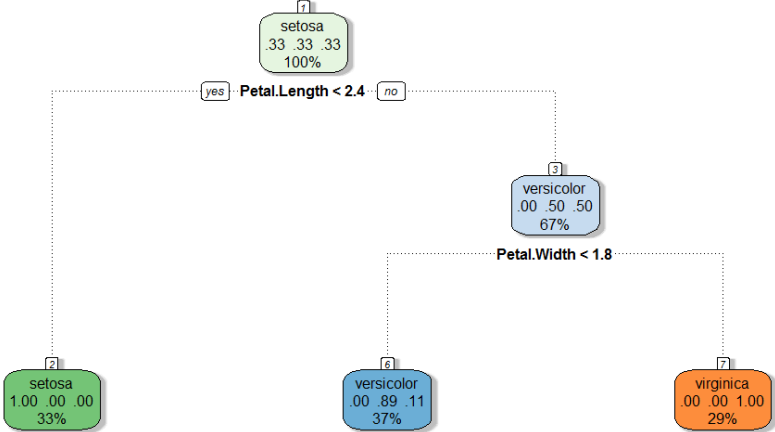 1
setosa
.33 .33 .33
100%
yes Petal.Length < 2.4 no
3
versicolor
.00 .50 .50
67%
Petal.Width < 1.8
2
setosa
1.00 .00 .00
33%
6
versicolor
.00 .89 .11
37%
7
virginica
.00 .00 1.00
29%